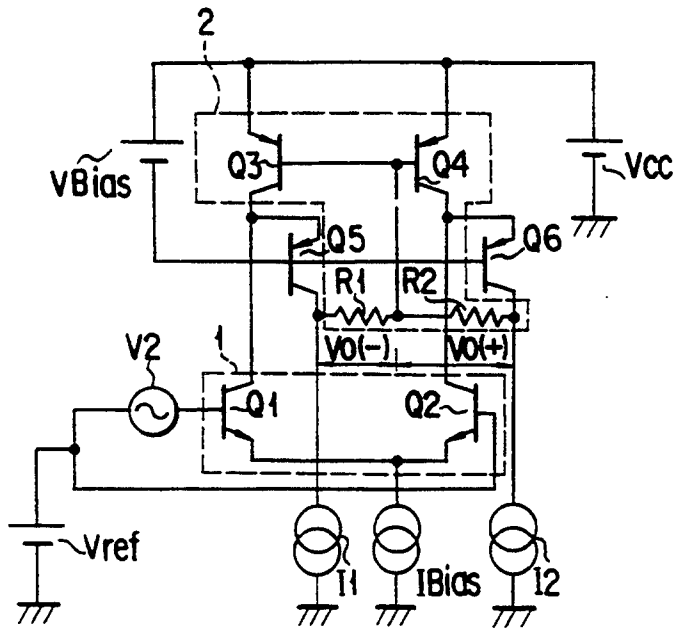 2
Q3
Q4
VBias
Vcc
Q5
Q6
R1
R2
V2
1
VO(-)
VO(+)
Q1
Q2
Vref
I1
IBias
I2